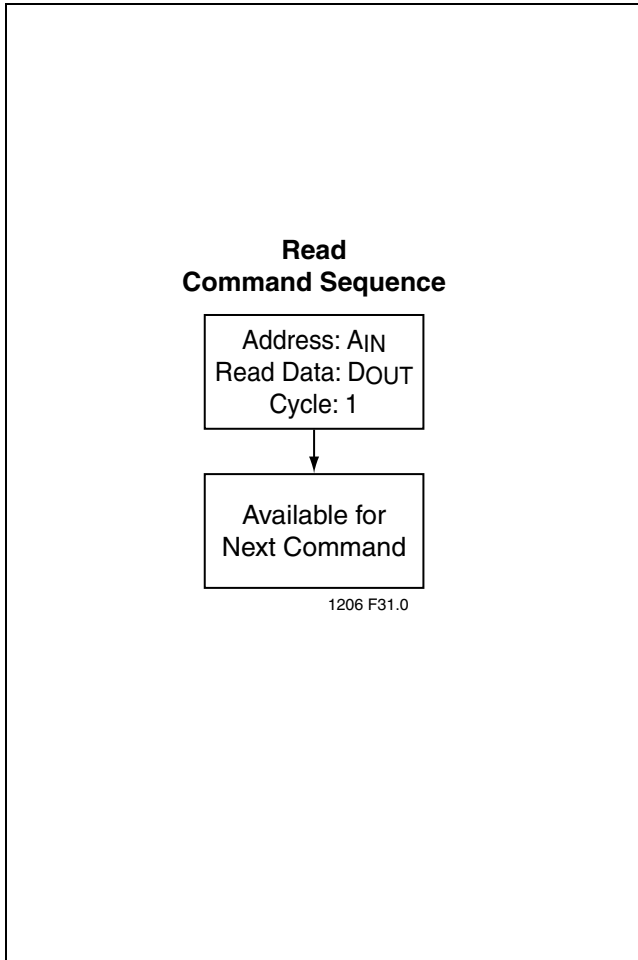 Read
Command Sequence
Address: AIN
Read Data: DOUT
Cycle: 1
Available for
Next Command
1206 F31.0